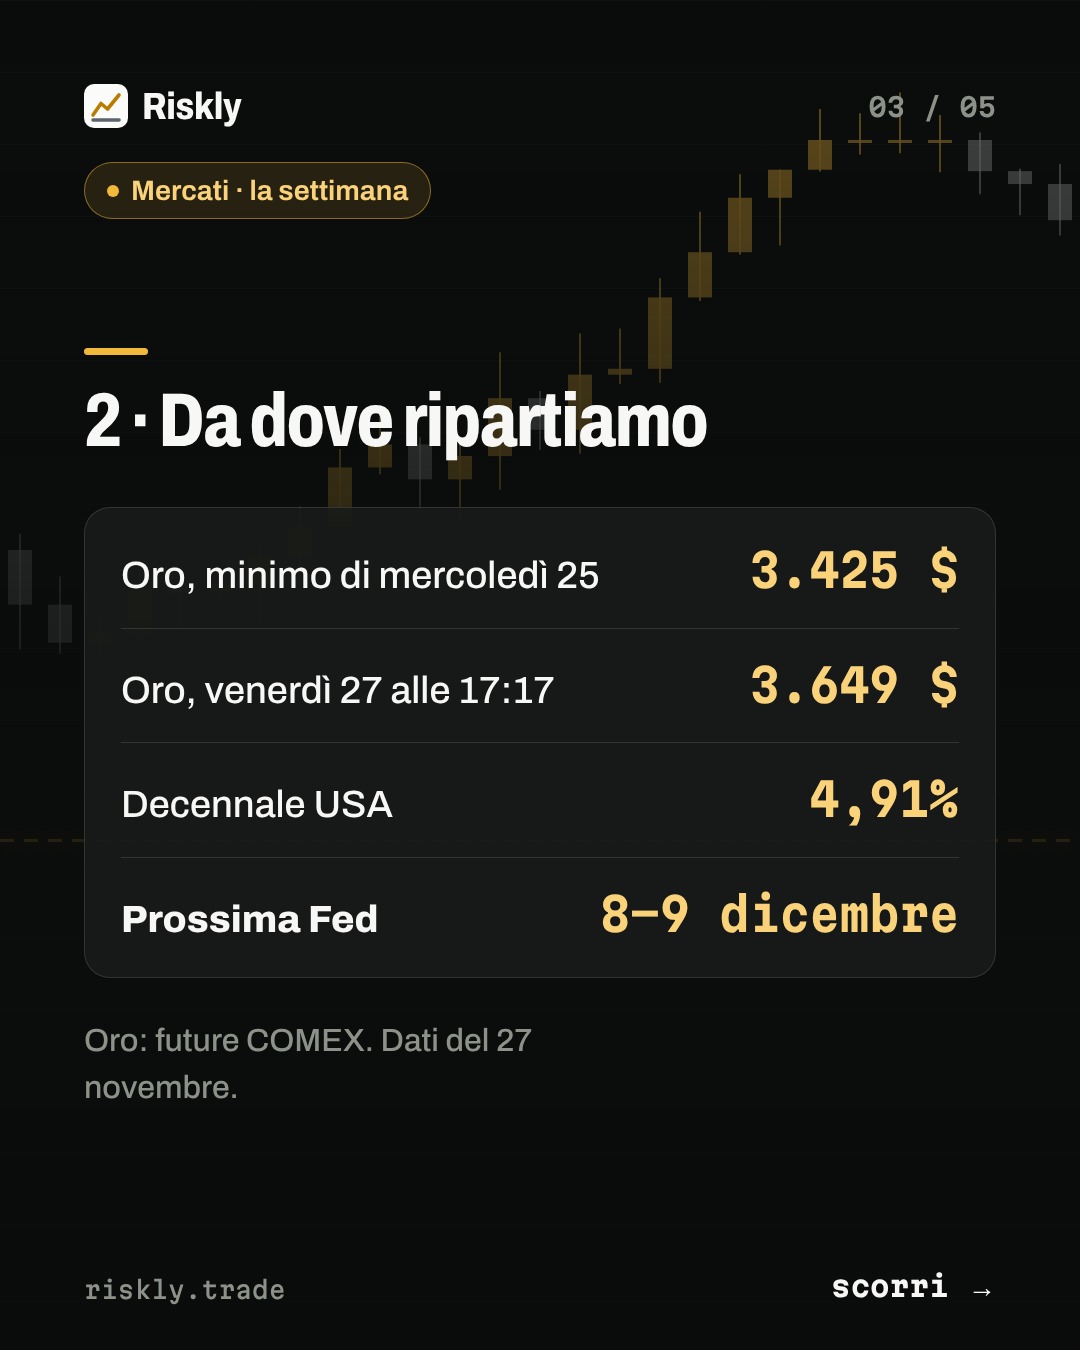 Riskly
03 / 05
Mercati · la settimana
2 · Da dove ripartiamo
Oro, minimo di mercoledì 25 3.425 $
Oro, venerdì 27 alle 17:17 3.649 $
Decennale USA 4,91%
Prossima Fed 8–9 dicembre
Oro: future COMEX. Dati del 27
novembre.
riskly.trade
scorri →